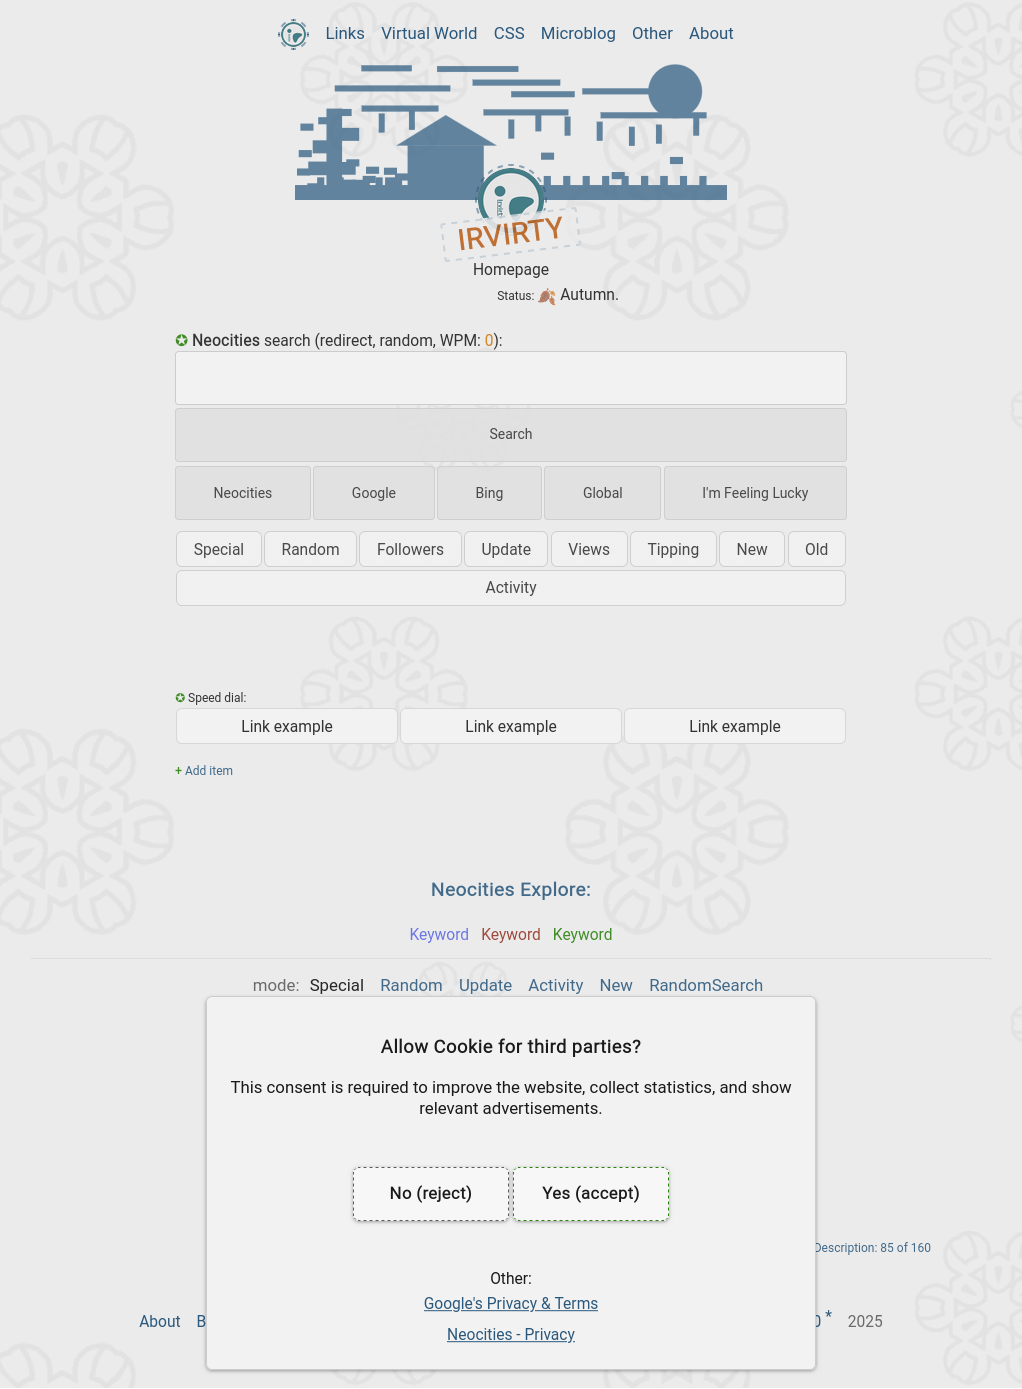 Links Virtual World CSS Microblog Other About
IRVIRTY
Homepage
Status: 🍂 Autumn.
✪ Neocities search (redirect, random, WPM: 0):
Search
Neocities Google Bing Global I'm Feeling Lucky
Special Random Followers Update Views Tipping New Old
Activity
✪ Speed dial:
Link example Link example Link example
+ Add item
Neocities Explore:
Keyword Keyword Keyword
mode: Special Random Update Activity New RandomSearch
Allow Cookie for third parties?
This consent is required to improve the website, collect statistics, and show
relevant advertisements.
No (reject) Yes (accept)
Description: 85 of 160
Other:
Google's Privacy & Terms
About B 0 * 2025
Neocities - Privacy